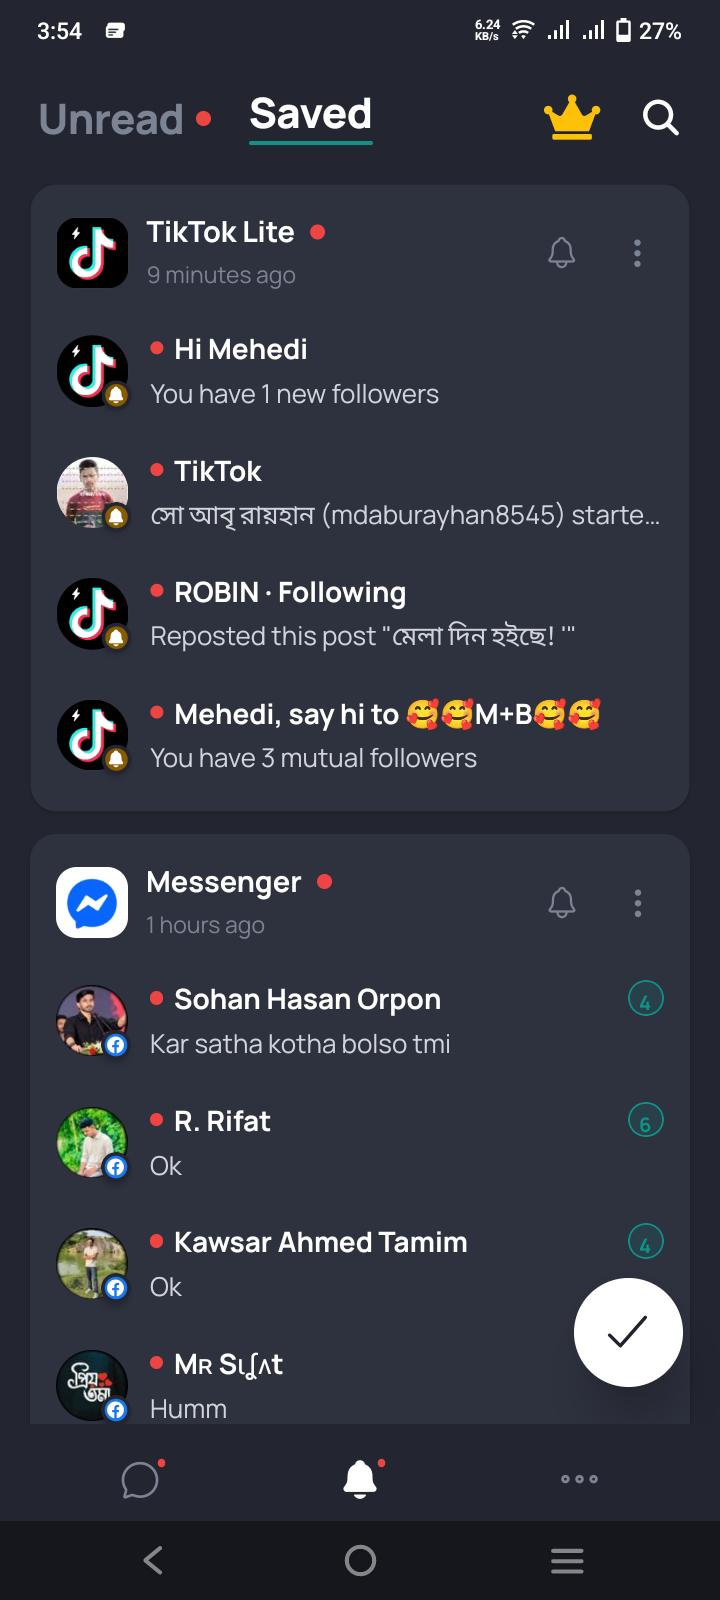 3:54
6.24
KB/s
27%
Unread
Saved
TikTok Lite
9 minutes ago
Hi Mehedi
You have 1 new followers
TikTok
সো আবু রায়হান (mdaburayhan8545) starte...
ROBIN · Following
Reposted this post "মেলা দিন হইছে! '"
Mehedi, say hi to 🥰🥰M+B🥰🥰
You have 3 mutual followers
Messenger
1 hours ago
Sohan Hasan Orpon
4
Kar satha kotha bolso tmi
R. Rifat
6
Ok
Kawsar Ahmed Tamim
4
Ok
প্রিয়
তমা
Humm